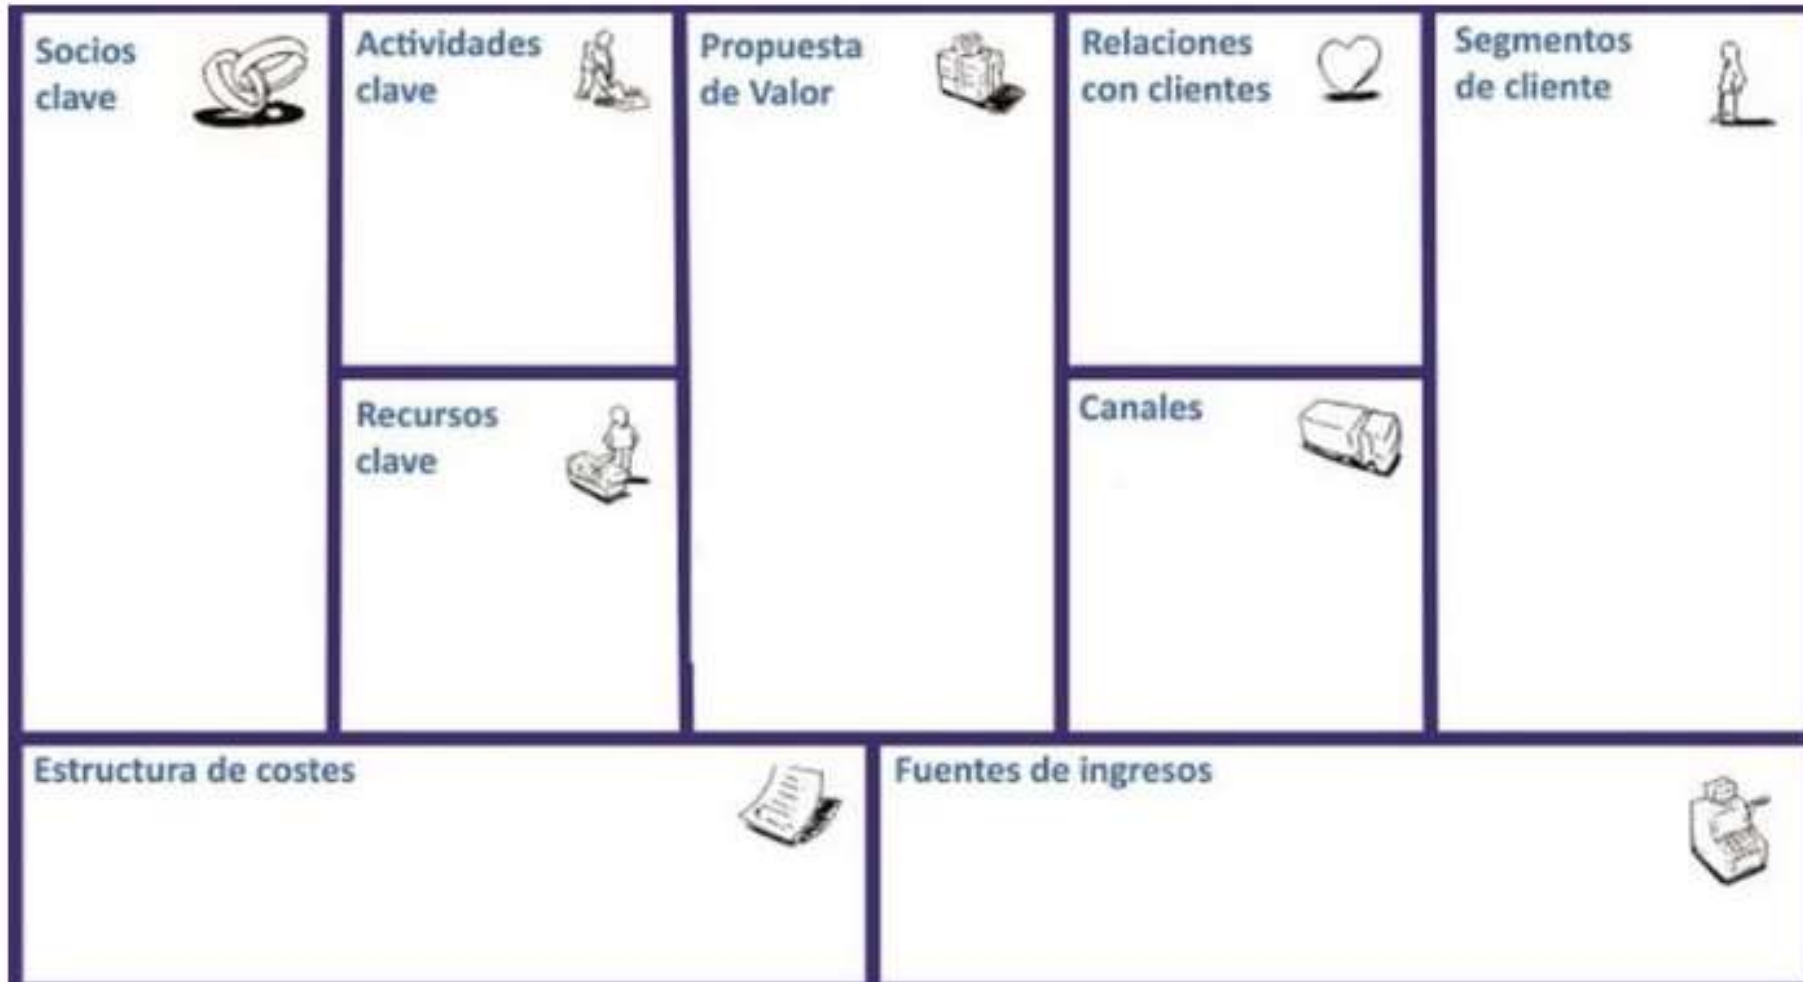 Socios
clave
Actividades
clave
Propuesta
de Valor
Relaciones
con clientes
Segmentos
de cliente
Recursos
clave
Canales
Estructura de costes
Fuentes de ingresos